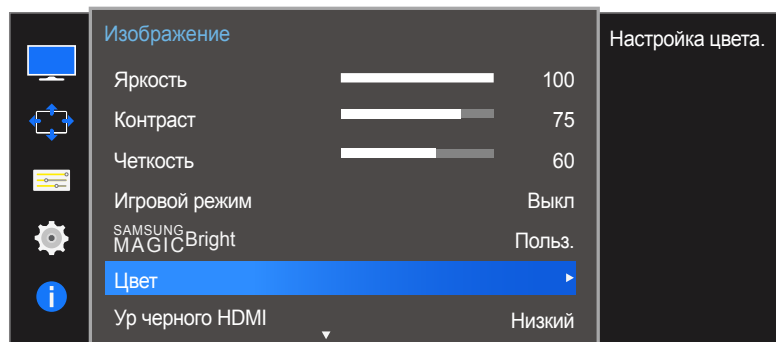 Изображение
Настройка цвета.
Яркость 100
Контраст 75
Четкость 60
Игровой режим Выкл
SAMSUNG
MAGICBright Польз.
Цвет
Ур черного HDMI Низкий